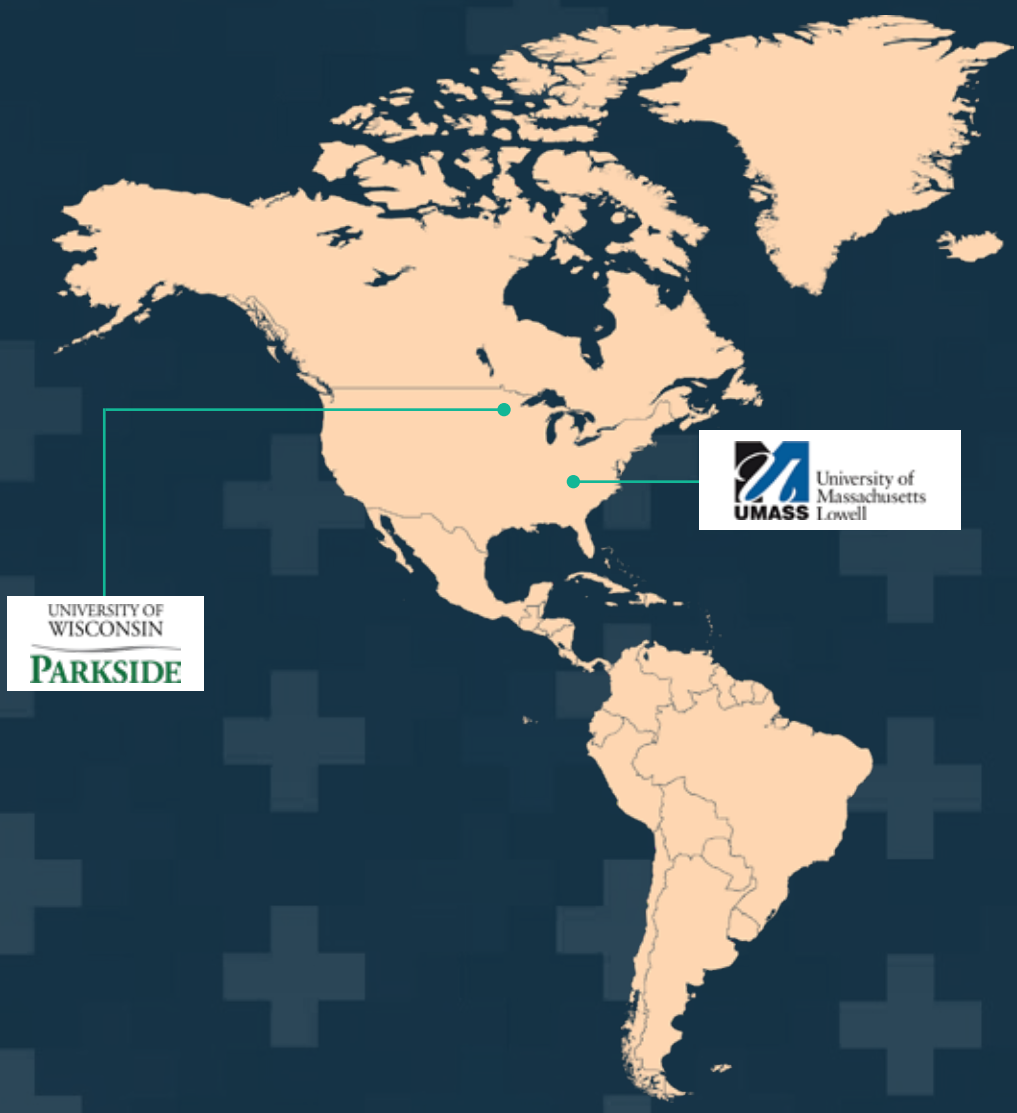 University of
Massachusetts
Lowell
UMASS
UNIVERSITY OF
WISCONSIN
PARKSIDE